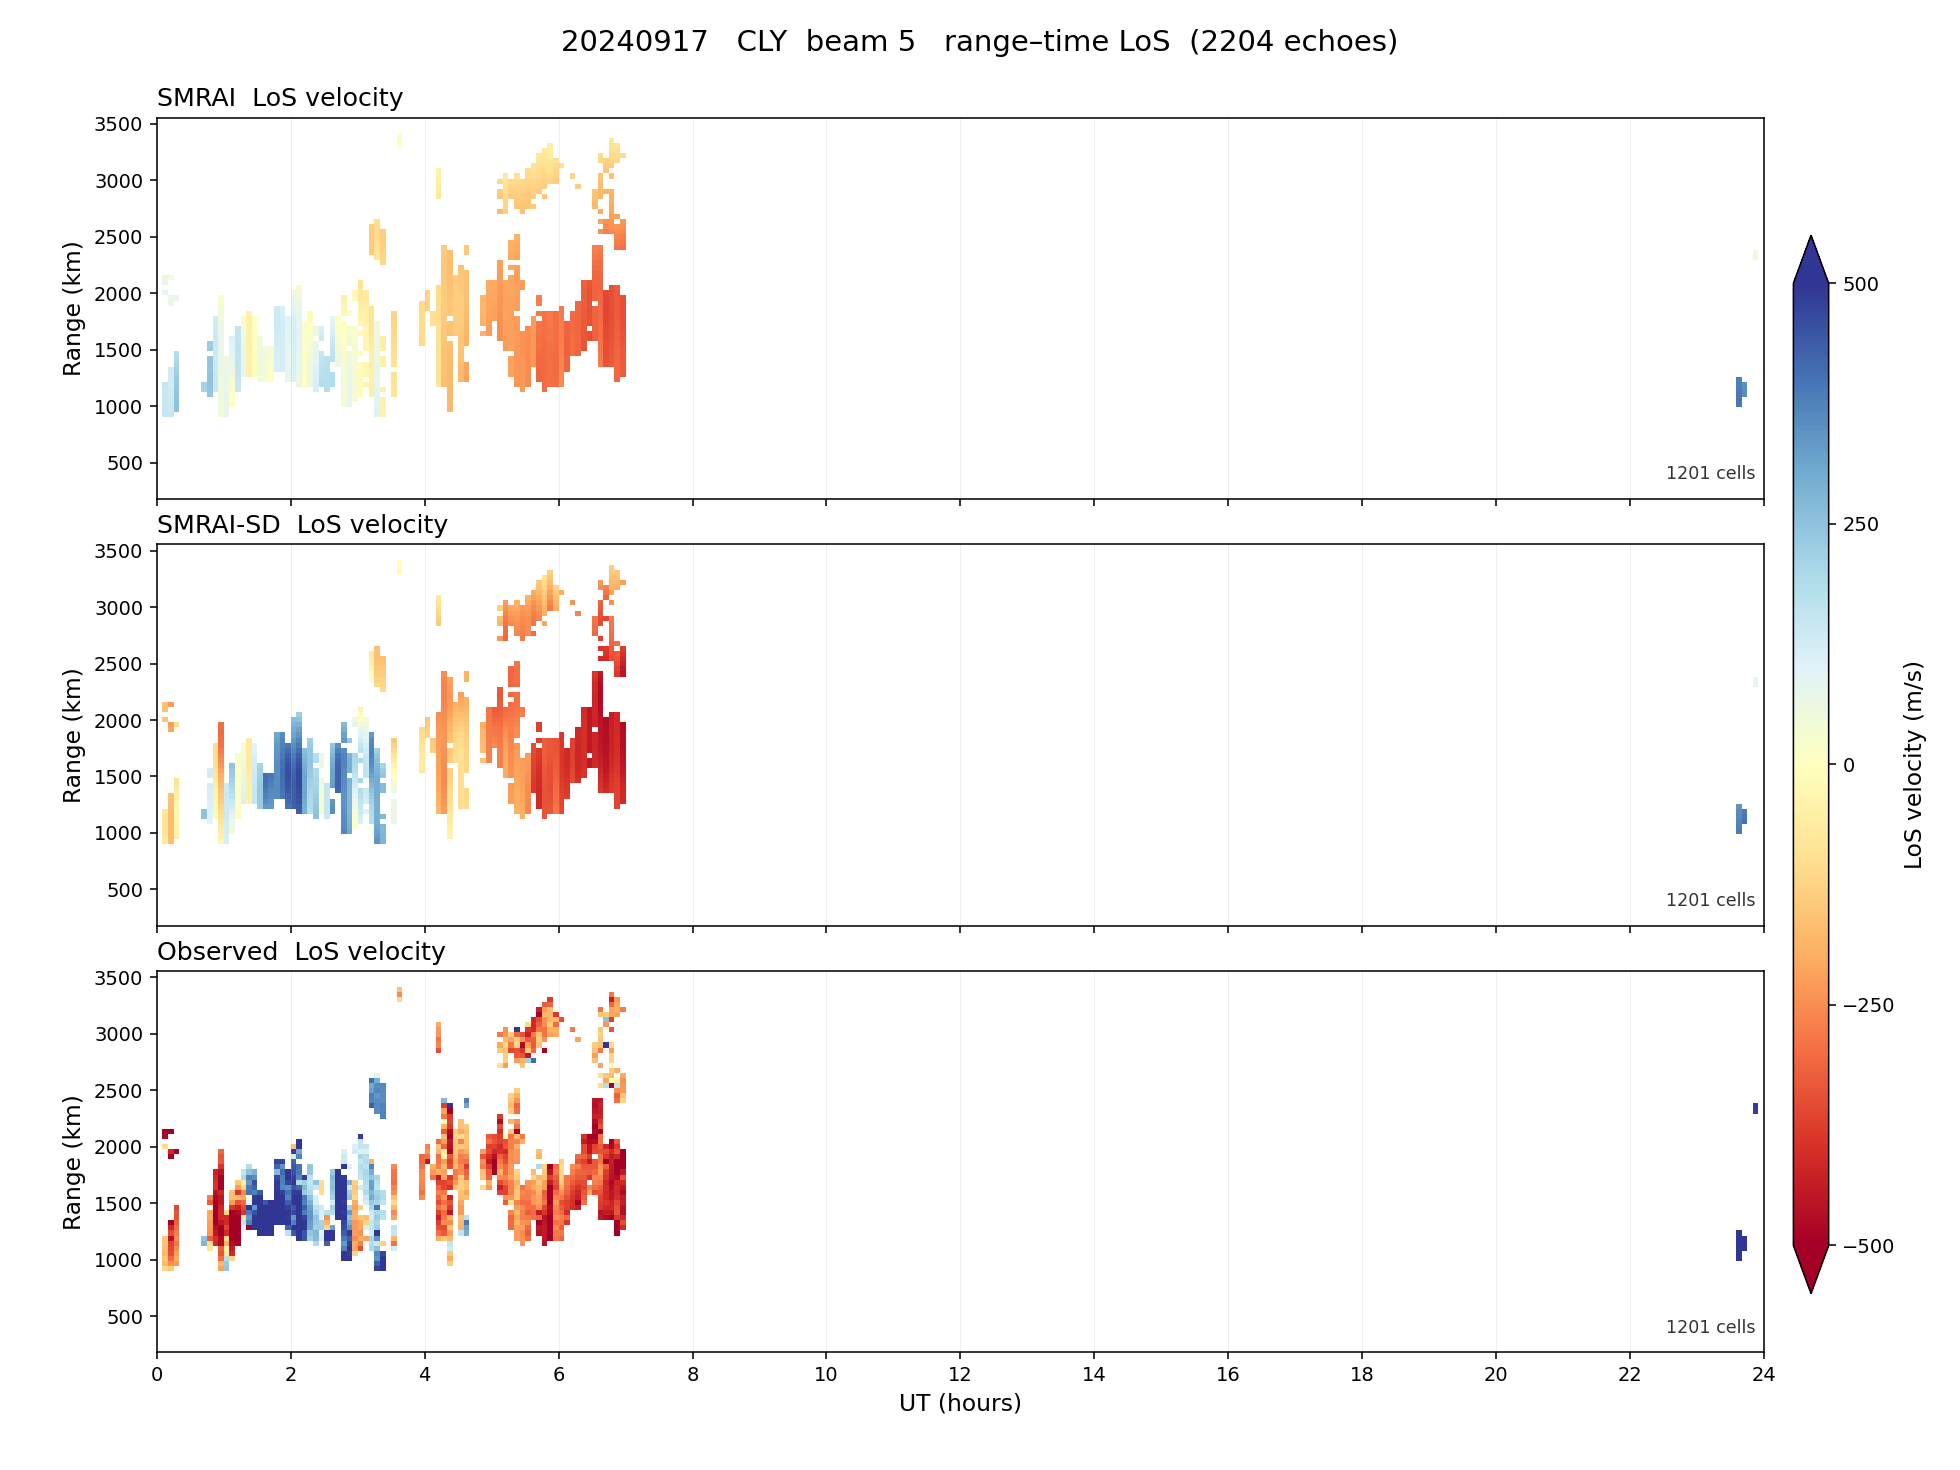 20240917   CLY  beam 5   range–time LoS  (2204 echoes)
SMRAI  LoS velocity
3500
3000
2500
2000
1500
1000
500
Range (km)
1201 cells
SMRAI-SD  LoS velocity
3500
3000
2500
2000
1500
1000
500
Range (km)
1201 cells
Observed  LoS velocity
3500
3000
2500
2000
1500
1000
500
Range (km)
1201 cells
0 2 4 6 8 10 12 14 16 18 20 22 24
UT (hours)
500
250
0
−250
−500
LoS velocity (m/s)